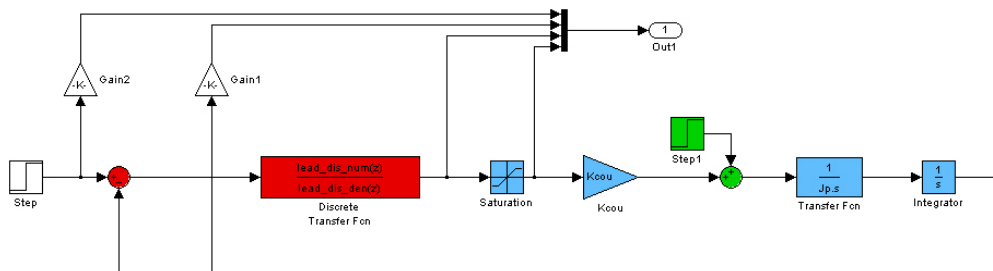 1
Out1
-K-
Gain2
-K-
Gain1
Step
+
-
lead_dis_num(z)
lead_dis_den(z)
Discrete
Transfer Fcn
Saturation
Kcou
Kcou
Step1
+
+
1
Jp.s
Transfer Fcn
1
s
Integrator